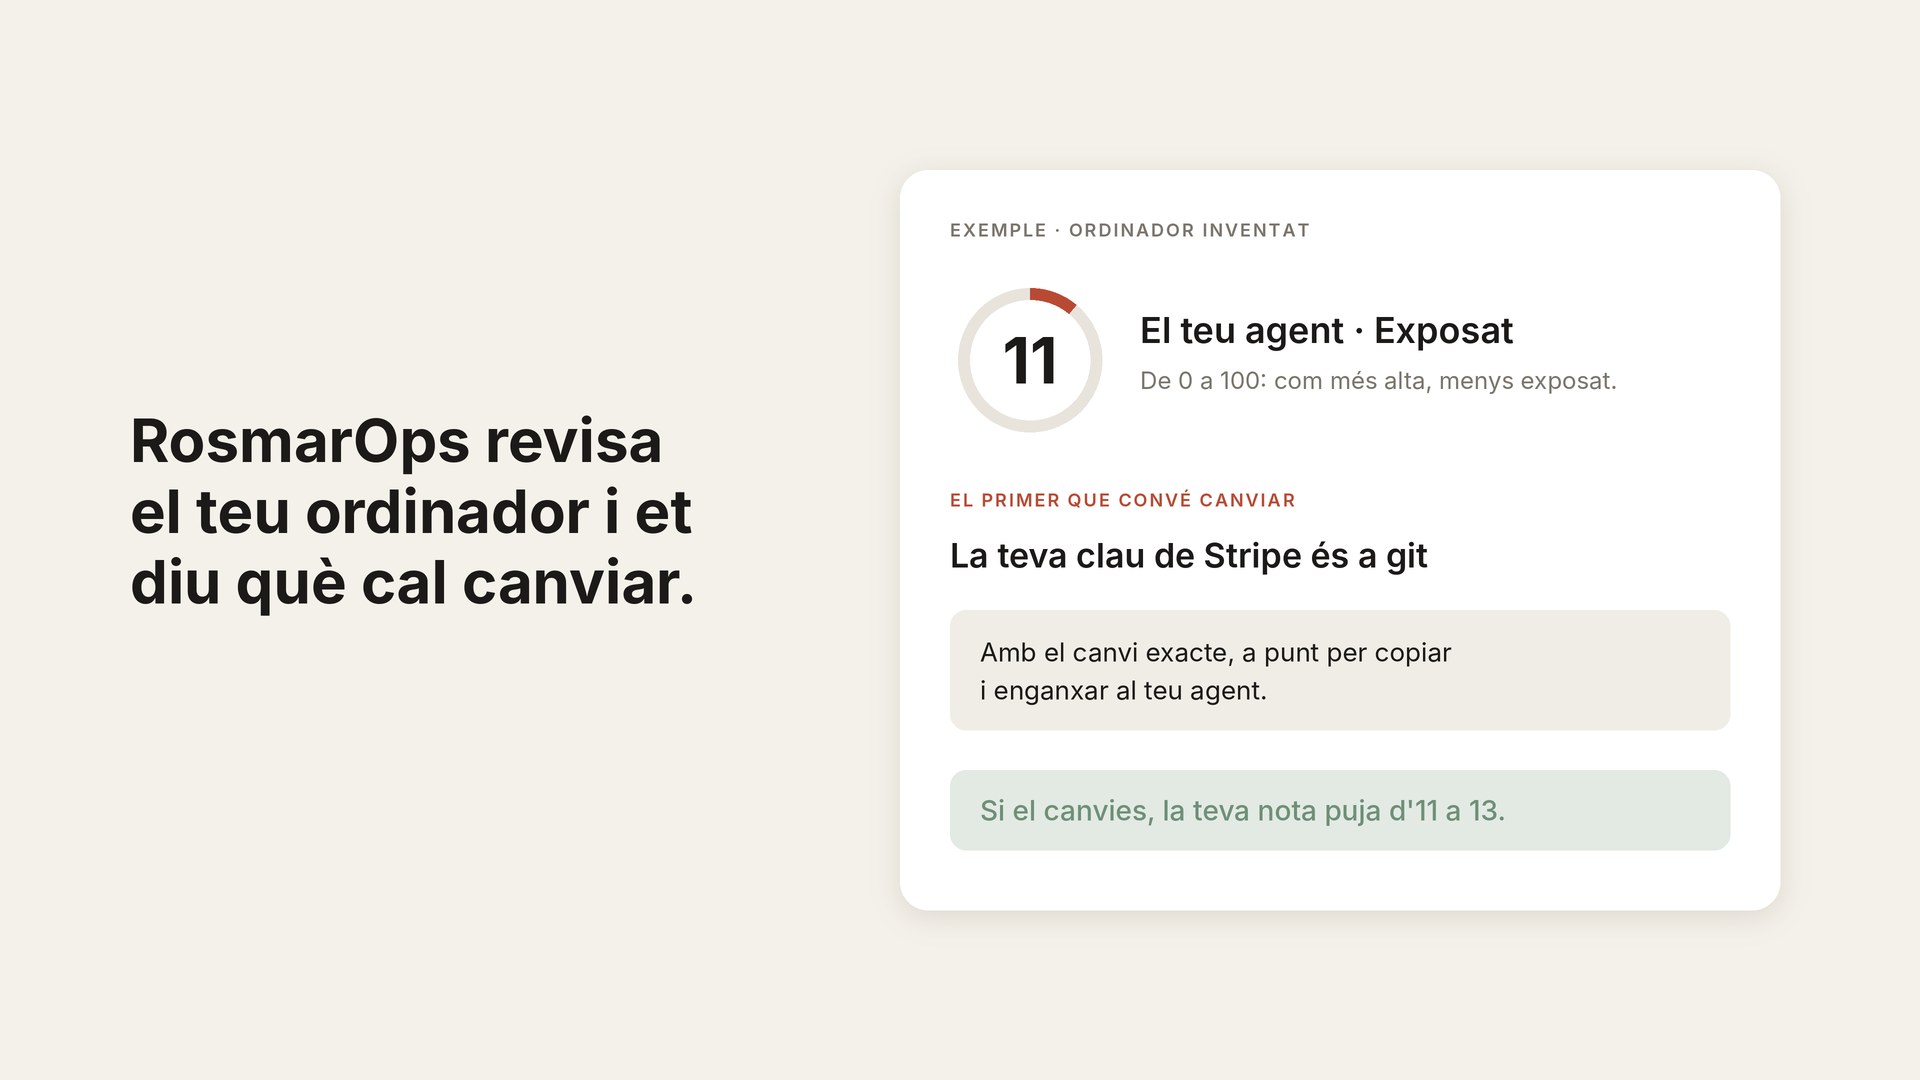 RosmarOps revisa
el teu ordinador i et
diu què cal canviar.
EXEMPLE · ORDINADOR INVENTAT
11
El teu agent · Exposat
De 0 a 100: com més alta, menys exposat.
EL PRIMER QUE CONVÉ CANVIAR
La teva clau de Stripe és a git
Amb el canvi exacte, a punt per copiar
i enganxar al teu agent.
Si el canvies, la teva nota puja d'11 a 13.